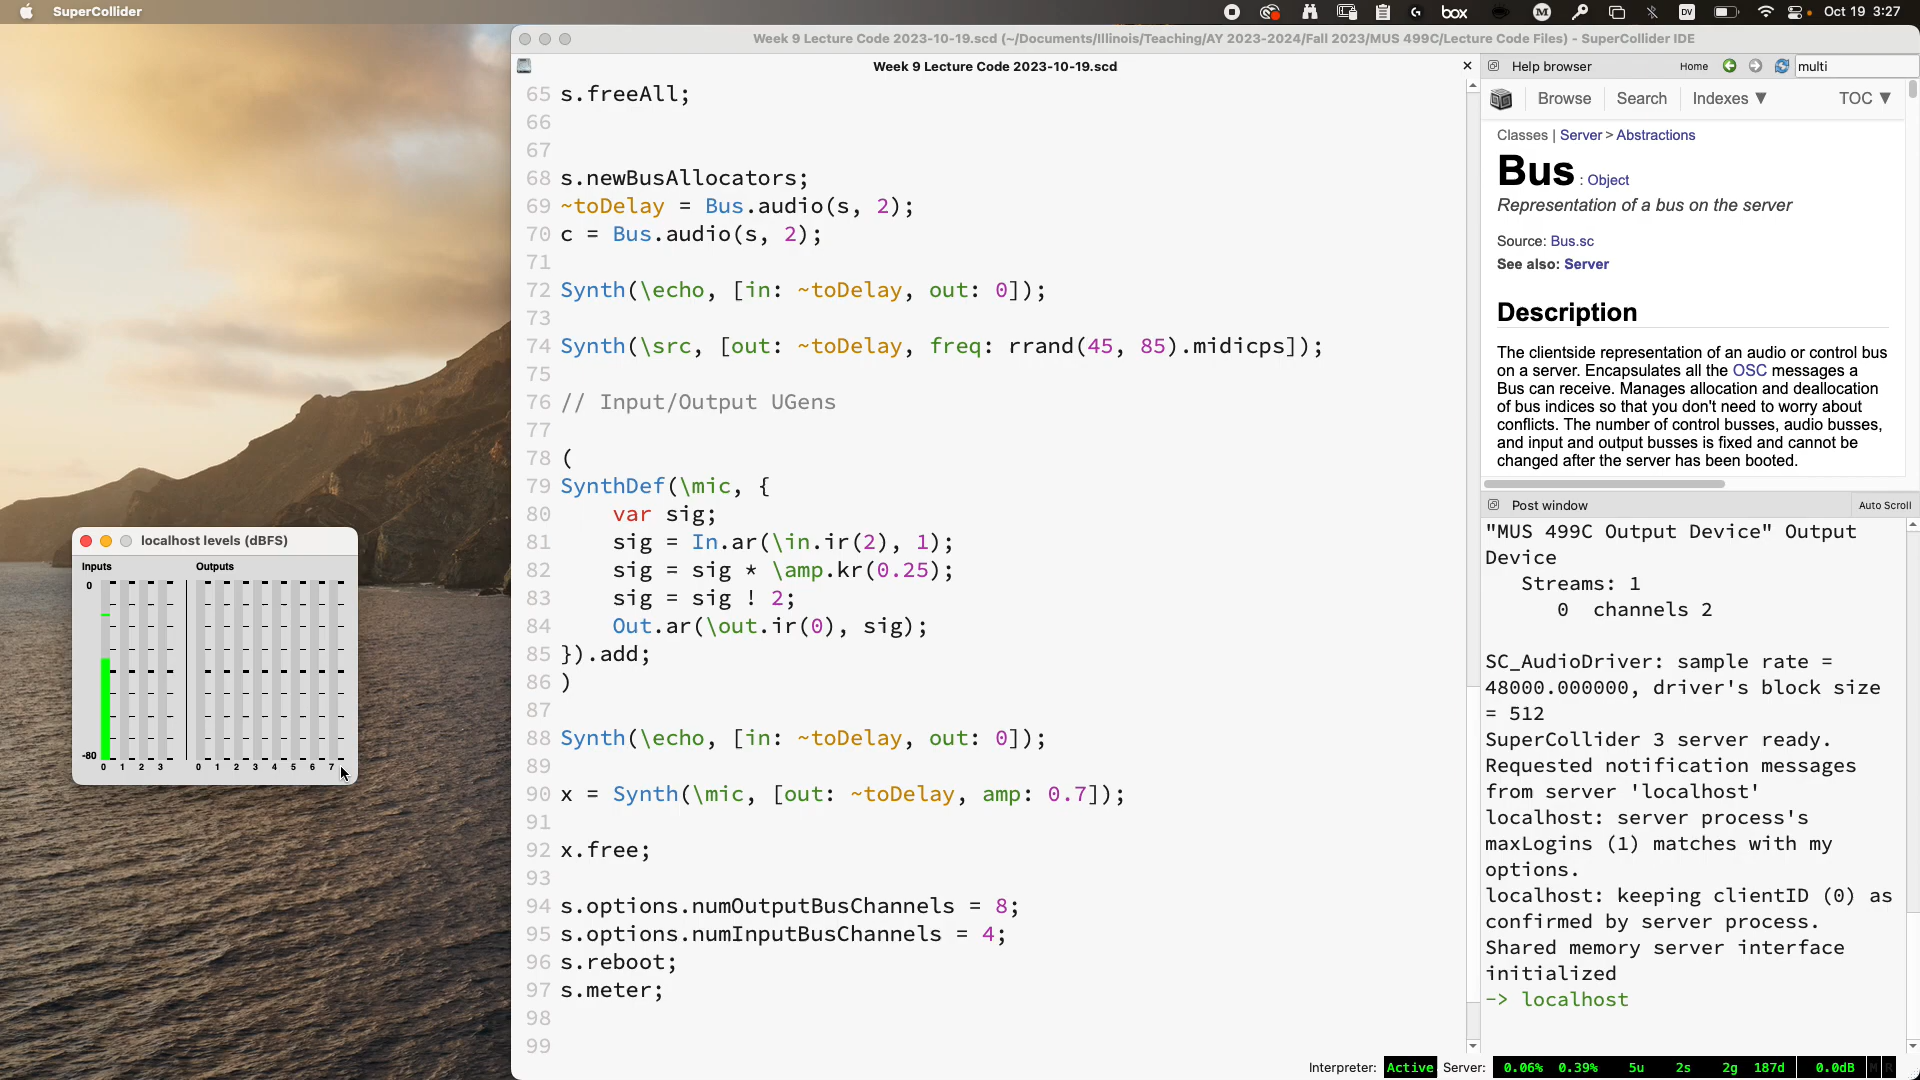 SuperCollider
box
Oct 19 3:27
Week 9 Lecture Code 2023-10-19.scd (~/Documents/Illinois/Teaching/AY 2023-2024/Fall 2023/MUS 499C/Lecture Code Files) - SuperCollider IDE
Week 9 Lecture Code 2023-10-19.scd
65 s.freeAll;
66
67
68 s.newBusAllocators;
69 ~toDelay = Bus.audio(s, 2);
70 c = Bus.audio(s, 2);
71
72 Synth(\echo, [in: ~toDelay, out: 0]);
73
74 Synth(\src, [out: ~toDelay, freq: rrand(45, 85).midicps]);
75
76 // Input/Output UGens
77
78 (
79 SynthDef(\mic, {
80 var sig;
81 sig = In.ar(\in.ir(2), 1);
82 sig = sig * \amp.kr(0.25);
83 sig = sig ! 2;
84 Out.ar(\out.ir(0), sig);
85 }).add;
86 )
87
88 Synth(\echo, [in: ~toDelay, out: 0]);
89
90 x = Synth(\mic, [out: ~toDelay, amp: 0.7]);
91
92 x.free;
93
94 s.options.numOutputBusChannels = 8;
95 s.options.numInputBusChannels = 4;
96 s.reboot;
97 s.meter;
98
99
localhost levels (dBFS)
Inputs Outputs
0
-80
0 1 2 3 0 1 2 3 4 5 6 7
Help browser Home multi
Browse Search Indexes ▼ TOC ▼
Classes | Server > Abstractions
Bus : Object
Representation of a bus on the server
Source: Bus.sc
See also: Server
Description
The clientside representation of an audio or control bus
on a server. Encapsulates all the OSC messages a
Bus can receive. Manages allocation and deallocation
of bus indices so that you don't need to worry about
conflicts. The number of control busses, audio busses,
and input and output busses is fixed and cannot be
changed after the server has been booted.
Post window Auto Scroll
"MUS 499C Output Device" Output
Device
Streams: 1
0 channels 2
SC_AudioDriver: sample rate =
48000.000000, driver's block size
= 512
SuperCollider 3 server ready.
Requested notification messages
from server 'localhost'
localhost: server process's
maxLogins (1) matches with my
options.
localhost: keeping clientID (0) as
confirmed by server process.
Shared memory server interface
initialized
-> localhost
Interpreter: Active Server: 0.06% 0.39% 5u 2s 2g 187d 0.0dB M R